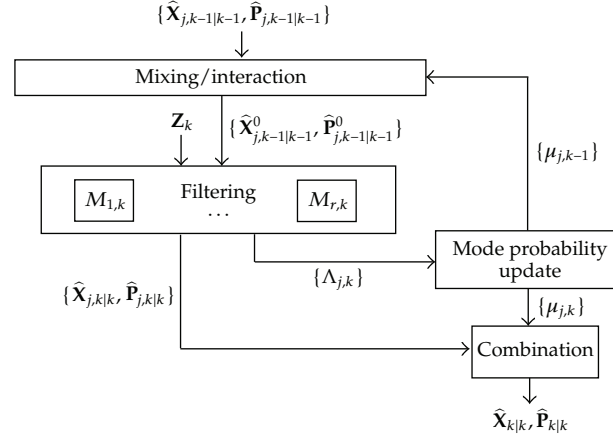 {X̂_{j,k−1|k−1}, P̂_{j,k−1|k−1}}
Mixing/interaction
Z_k
{X̂⁰_{j,k−1|k−1}, P̂⁰_{j,k−1|k−1}}
{μ_{j,k−1}}
M_{1,k}
Filtering
...
M_{r,k}
Mode probability
update
{Λ_{j,k}}
{X̂_{j,k|k}, P̂_{j,k|k}}
{μ_{j,k}}
Combination
X̂_{k|k}, P̂_{k|k}